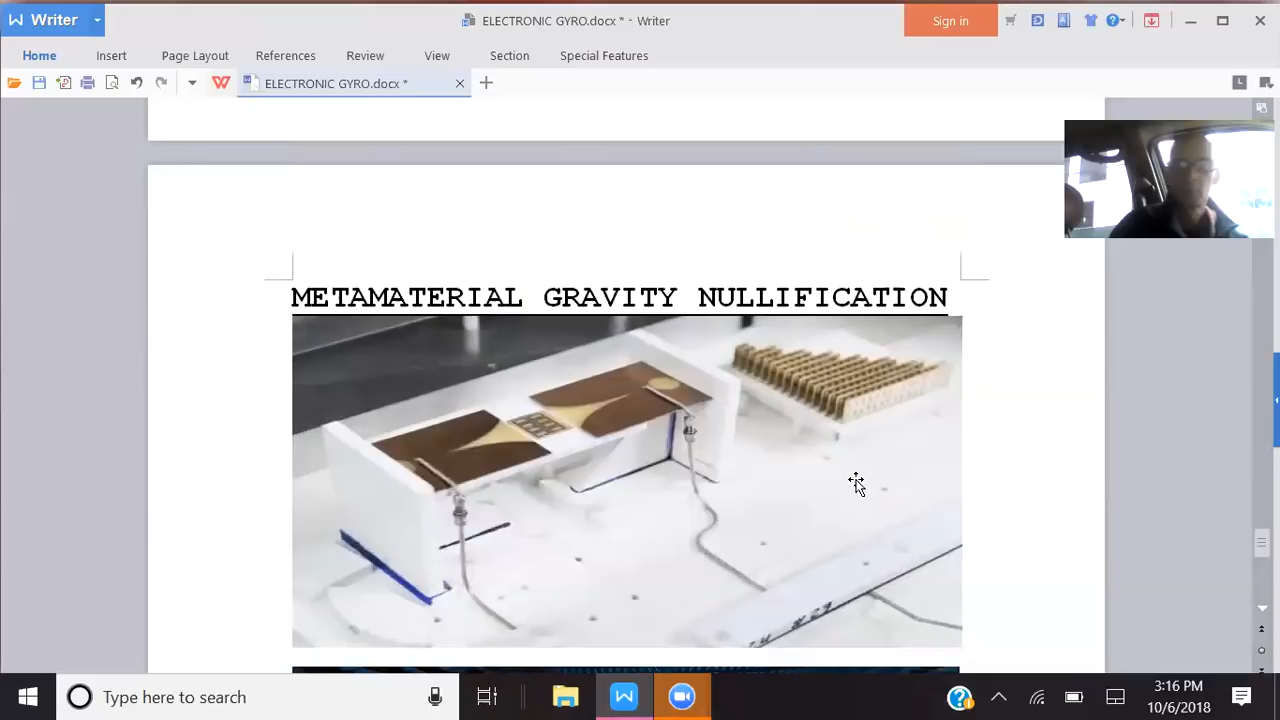 Writer
ELECTRONIC GYRO.docx * - Writer
Sign in
Home
Insert
Page Layout
References
Review
View
Section
Special Features
ELECTRONIC GYRO.docx *
METAMATERIAL GRAVITY NULLIFICATION
Type here to search
3:16 PM
10/6/2018